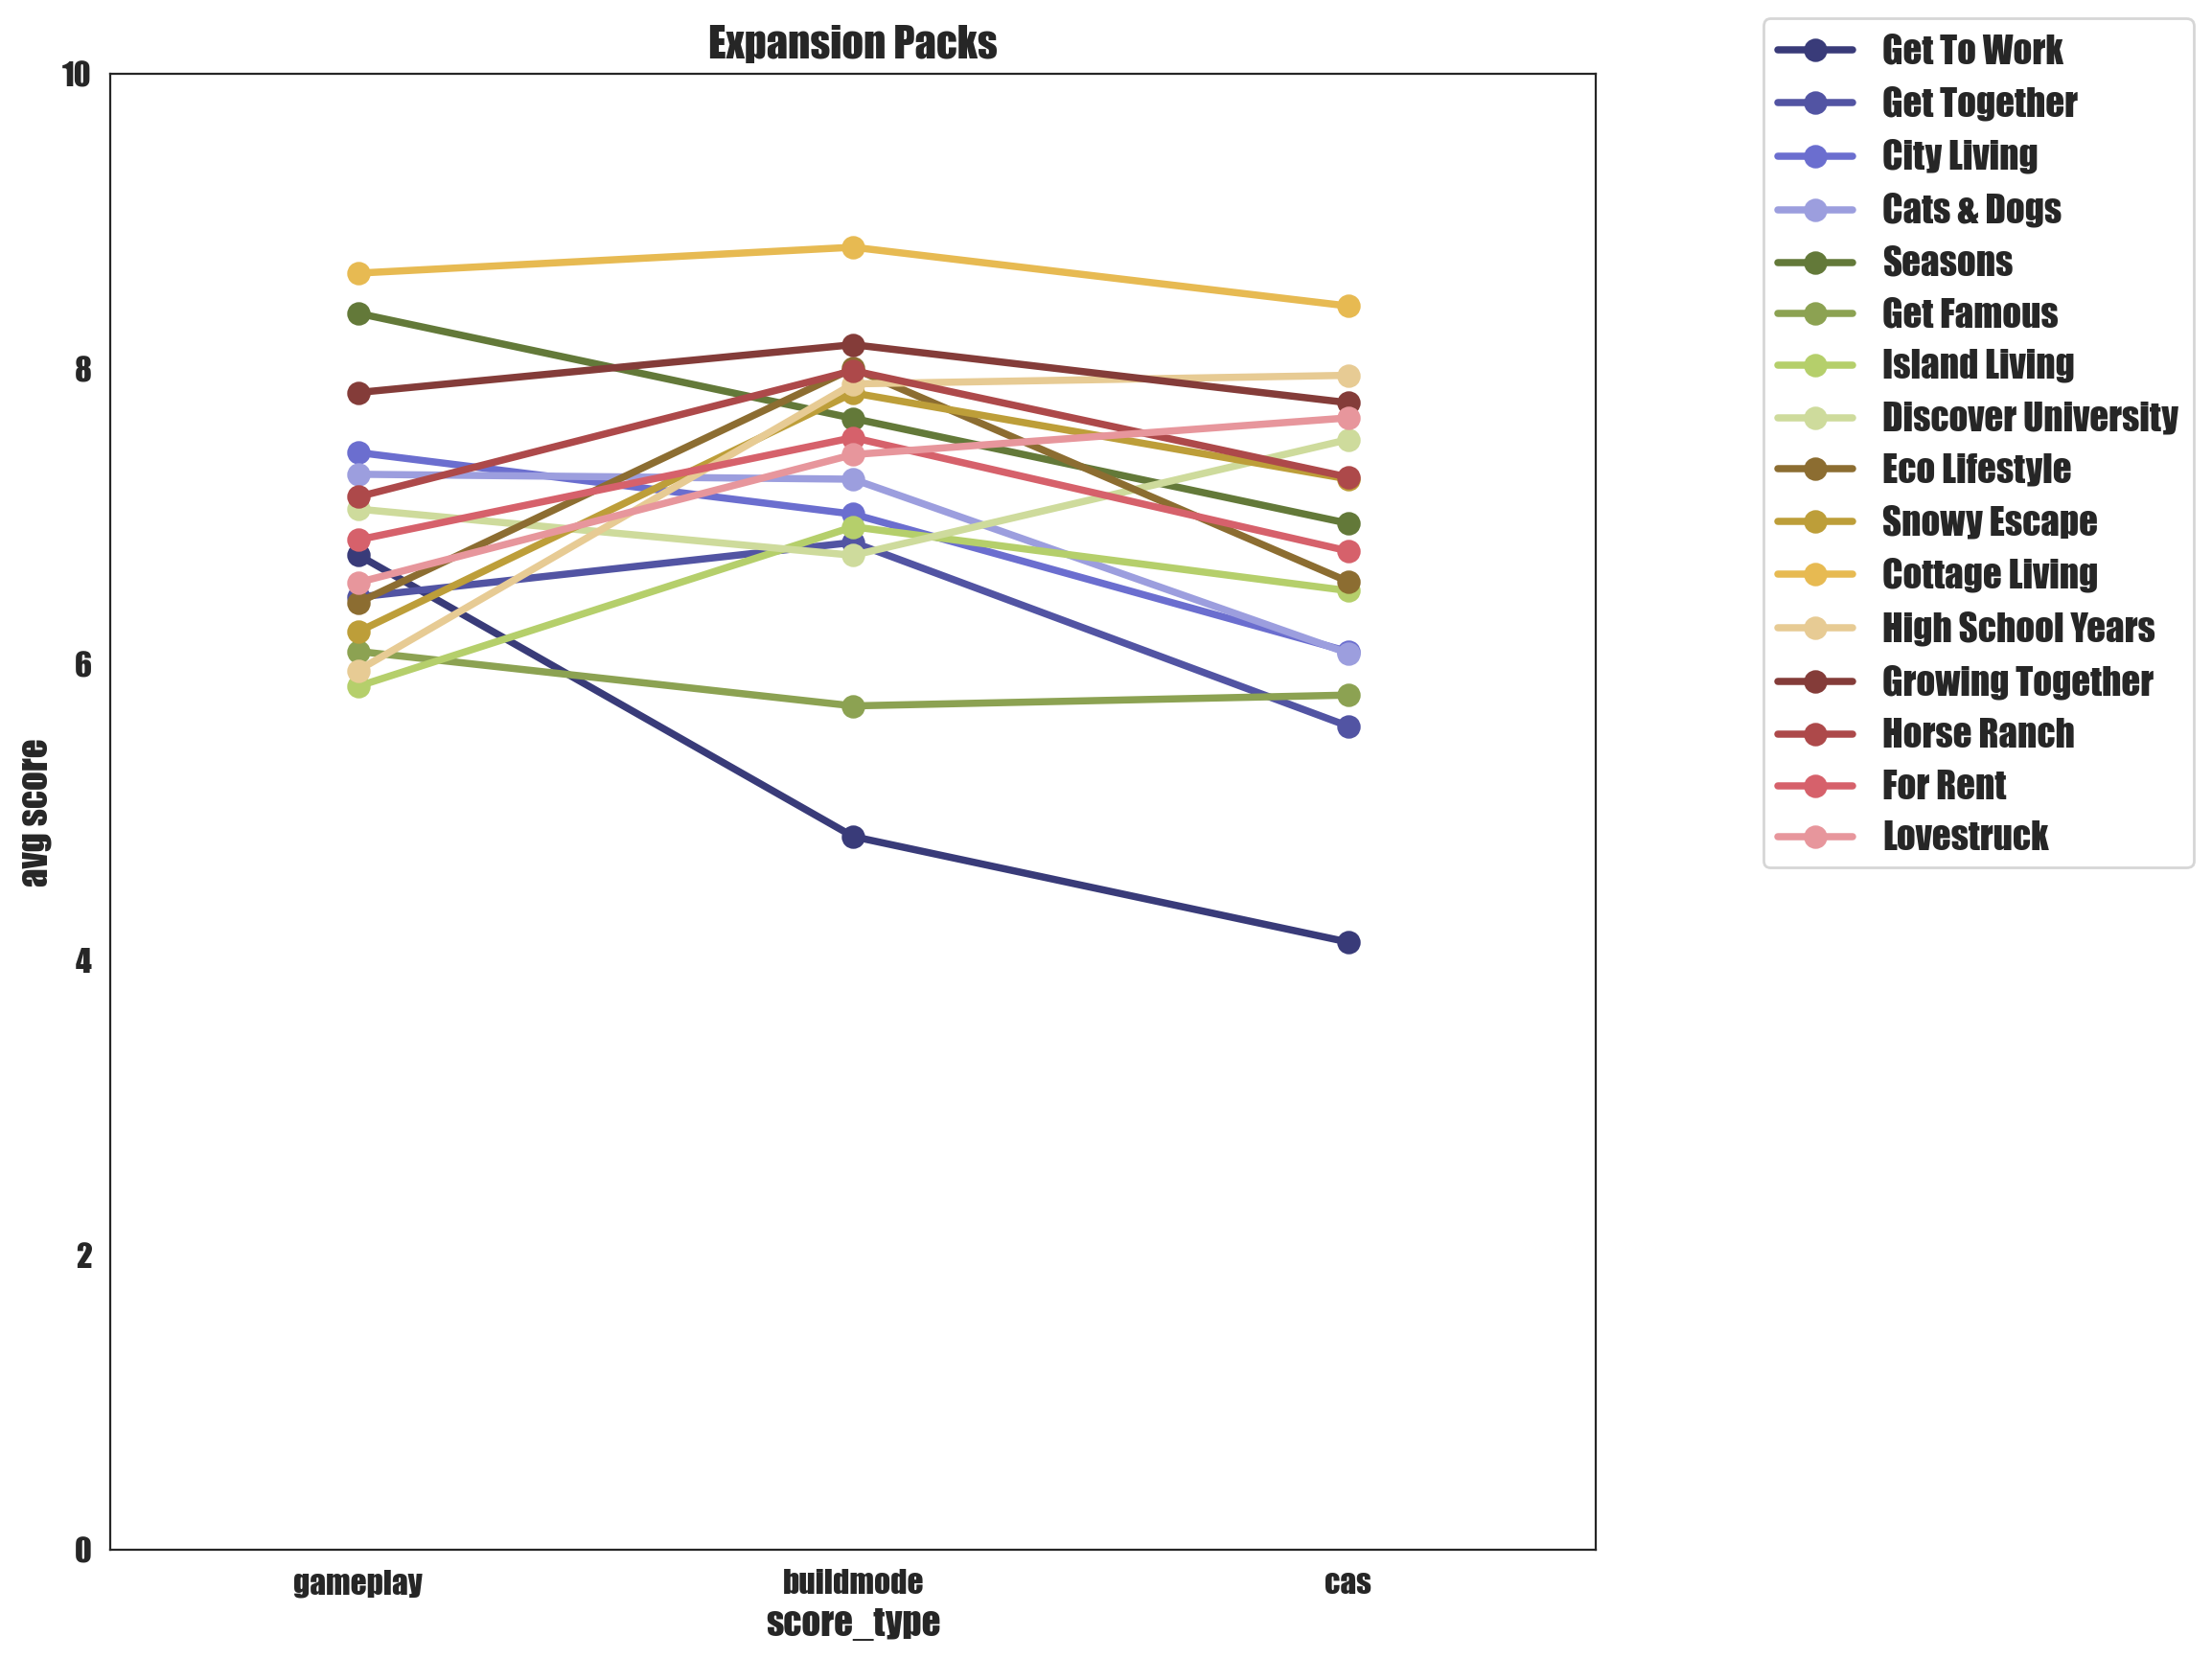 Expansion Packs
10
8
6
4
2
0
avg score
gameplay
buildmode
cas
score_type
Get To Work
Get Together
City Living
Cats & Dogs
Seasons
Get Famous
Island Living
Discover University
Eco Lifestyle
Snowy Escape
Cottage Living
High School Years
Growing Together
Horse Ranch
For Rent
Lovestruck